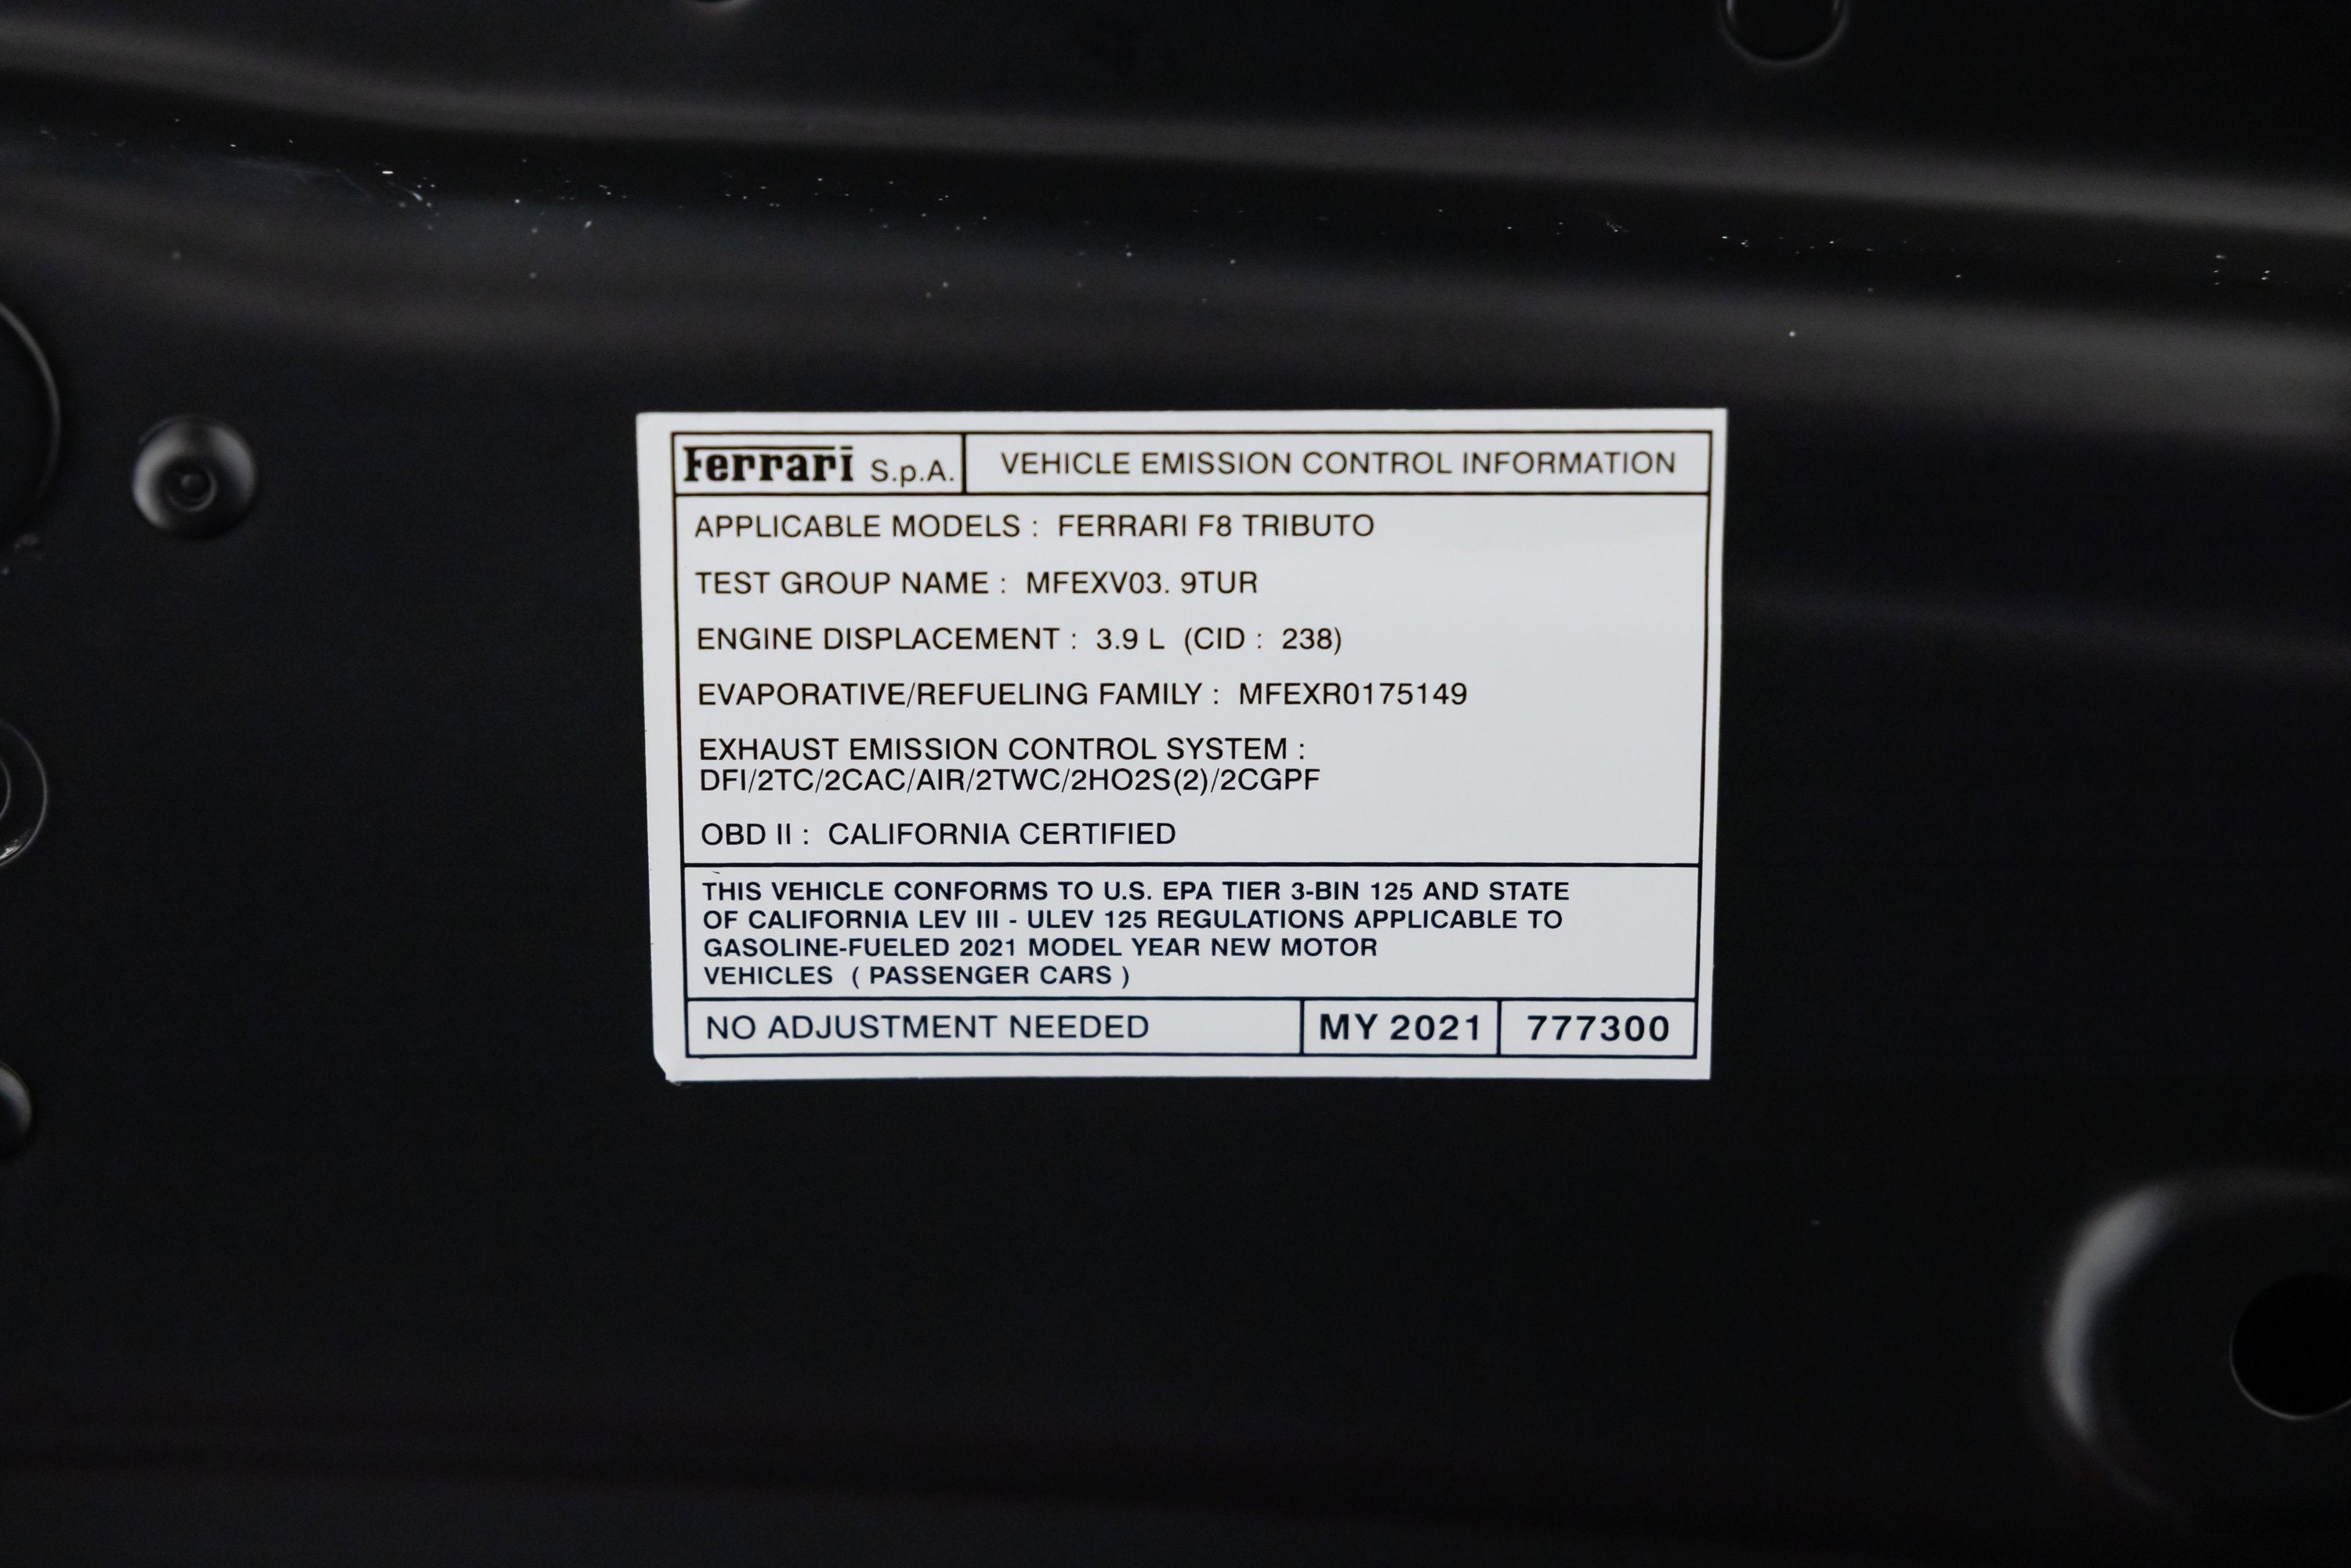 Ferrari S.p.A. VEHICLE EMISSION CONTROL INFORMATION
APPLICABLE MODELS : FERRARI F8 TRIBUTO
TEST GROUP NAME : MFEXV03. 9TUR
ENGINE DISPLACEMENT : 3.9 L (CID : 238)
EVAPORATIVE/REFUELING FAMILY : MFEXR0175149
EXHAUST EMISSION CONTROL SYSTEM :
DFI/2TC/2CAC/AIR/2TWC/2HO2S(2)/2CGPF
OBD II : CALIFORNIA CERTIFIED
THIS VEHICLE CONFORMS TO U.S. EPA TIER 3-BIN 125 AND STATE
OF CALIFORNIA LEV III - ULEV 125 REGULATIONS APPLICABLE TO
GASOLINE-FUELED 2021 MODEL YEAR NEW MOTOR
VEHICLES ( PASSENGER CARS )
NO ADJUSTMENT NEEDED MY 2021 777300